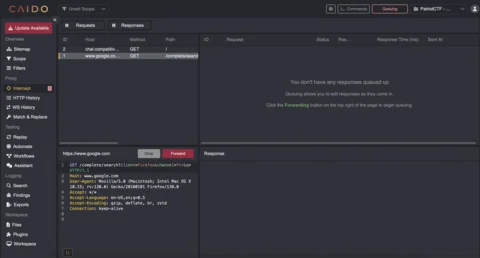 CAIDO
Unset Scope
Commands
Queuing
PatriotCTF - ...
Update Available
Overview
Sitemap
Scope
Filters
Proxy
Intercept
HTTP History
WS History
Match & Replace
Testing
Replay
Automate
Workflows
Assistant
Logging
Search
Findings
Exports
Workspace
Files
Plugins
Workspace
Requests
Responses
ID Host Method Path
2 chat.compatibi... GET /
1 www.google.co... GET /complete/search
ID Request Status Res... Response Time (ms) Sent At
You don't have any responses queued up
Queuing allows you to edit responses as they come in.
Click the Forwarding button on the top right of the page to begin queuing
https://www.google.com
Drop
Forward
1 GET /complete/search?client=firefox&channel=
HTTP/1.1
2 Host: www.google.com
3 User-Agent: Mozilla/5.0 (Macintosh; Intel Mac OS X
10.15; rv:130.0) Gecko/20100101 Firefox/130.0
4 Accept: */*
5 Accept-Language: en-US,en;q=0.5
6 Accept-Encoding: gzip, deflate, br, zstd
7 Connection: keep-alive
8
9
Response